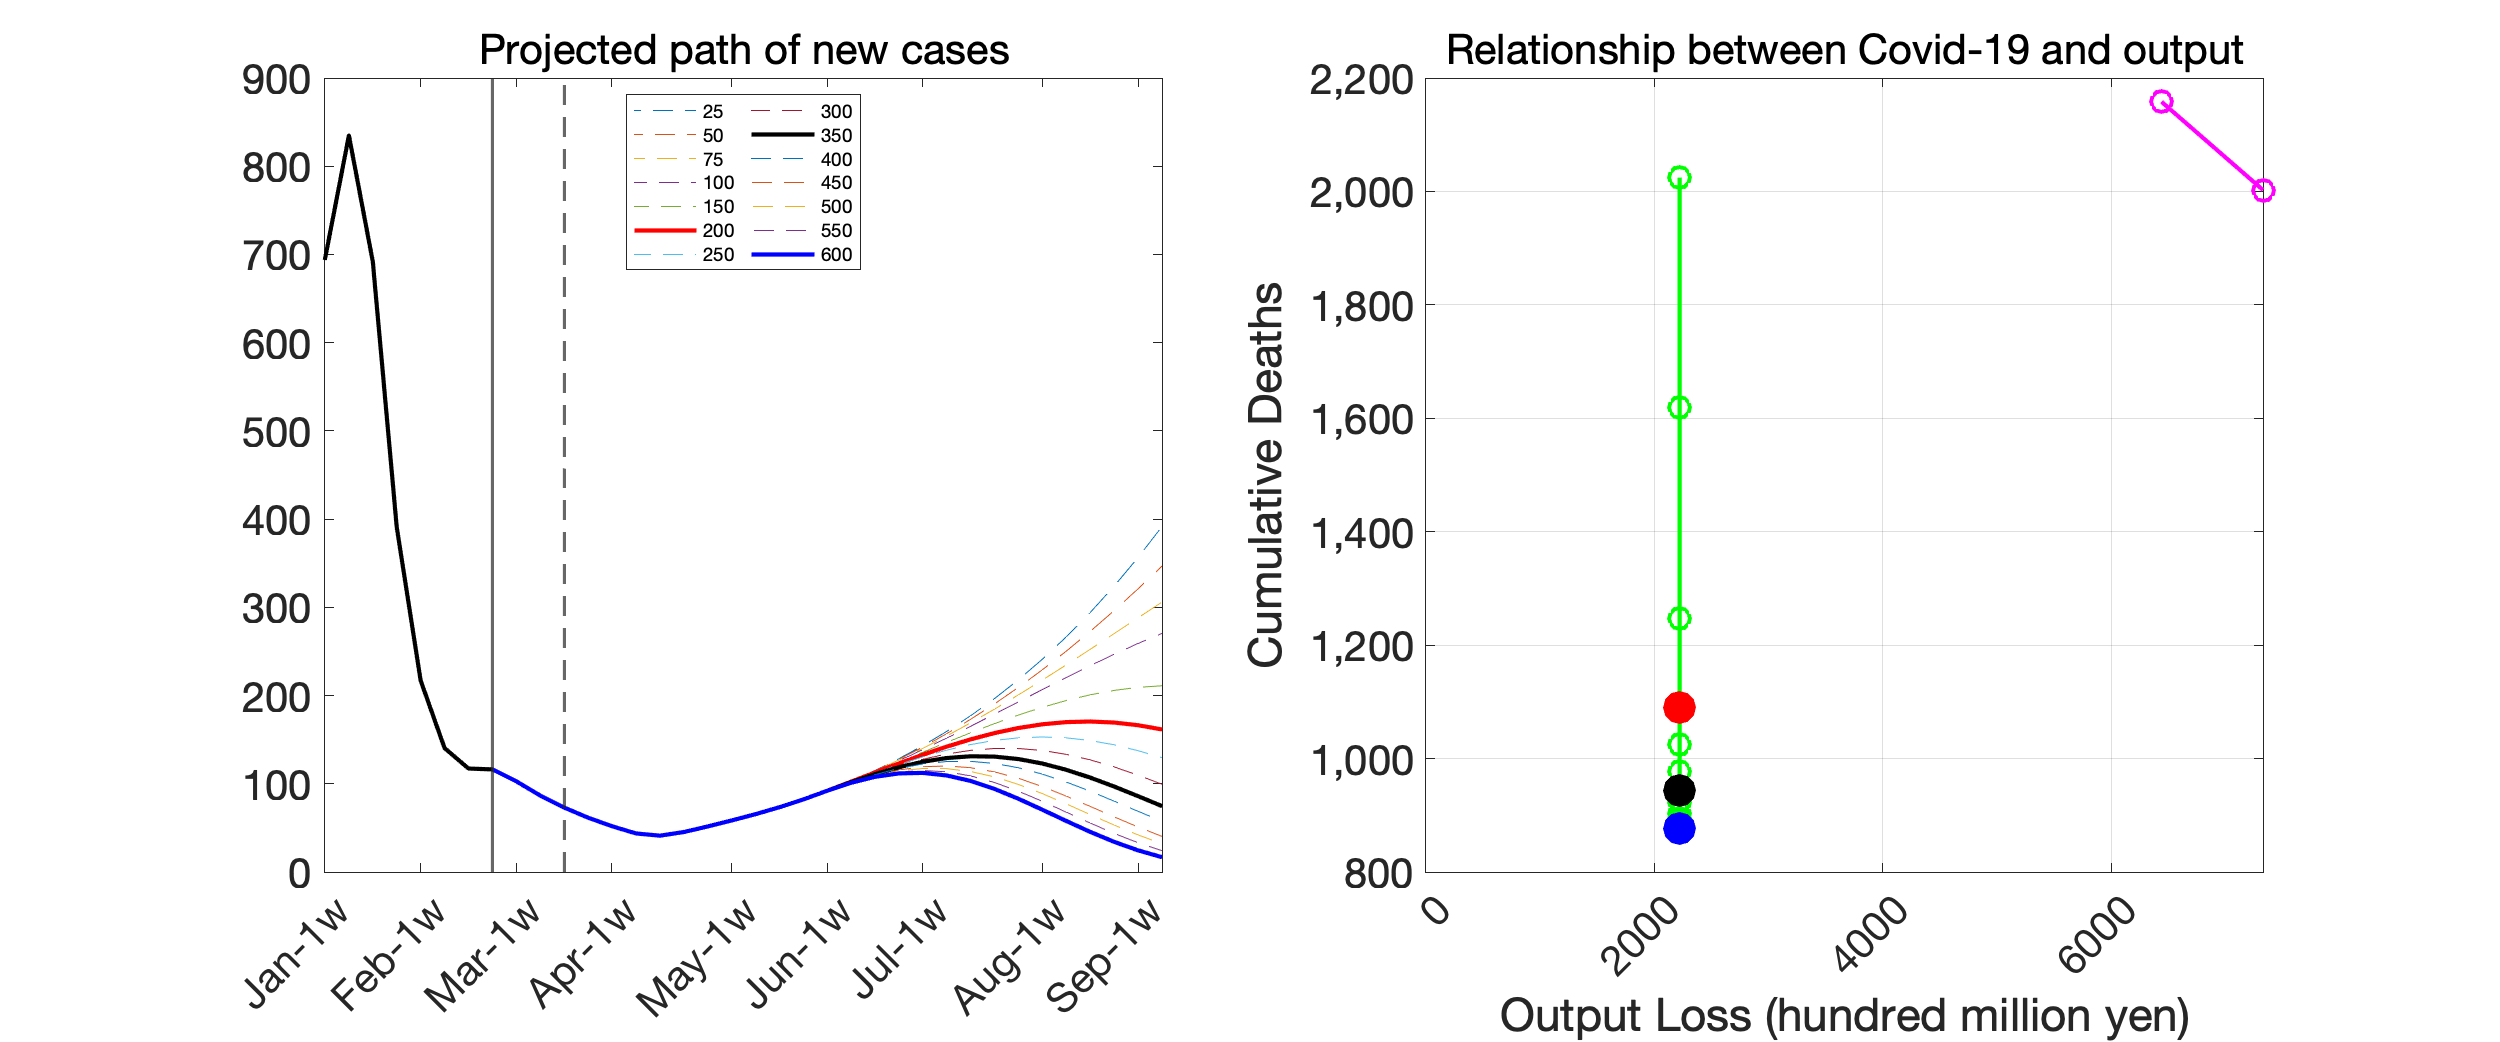 Projected path of new cases
900
800
700
600
500
400
300
200
100
0
25
50
75
100
150
200
250
300
350
400
450
500
550
600
Jan-1w
Feb-1w
Mar-1w
Apr-1w
May-1w
Jun-1w
Jul-1w
Aug-1w
Sep-1w
Relationship between Covid-19 and output
Cumulative Deaths
2,200
2,000
1,800
1,600
1,400
1,200
1,000
800
0
2000
4000
6000
Output Loss (hundred million yen)